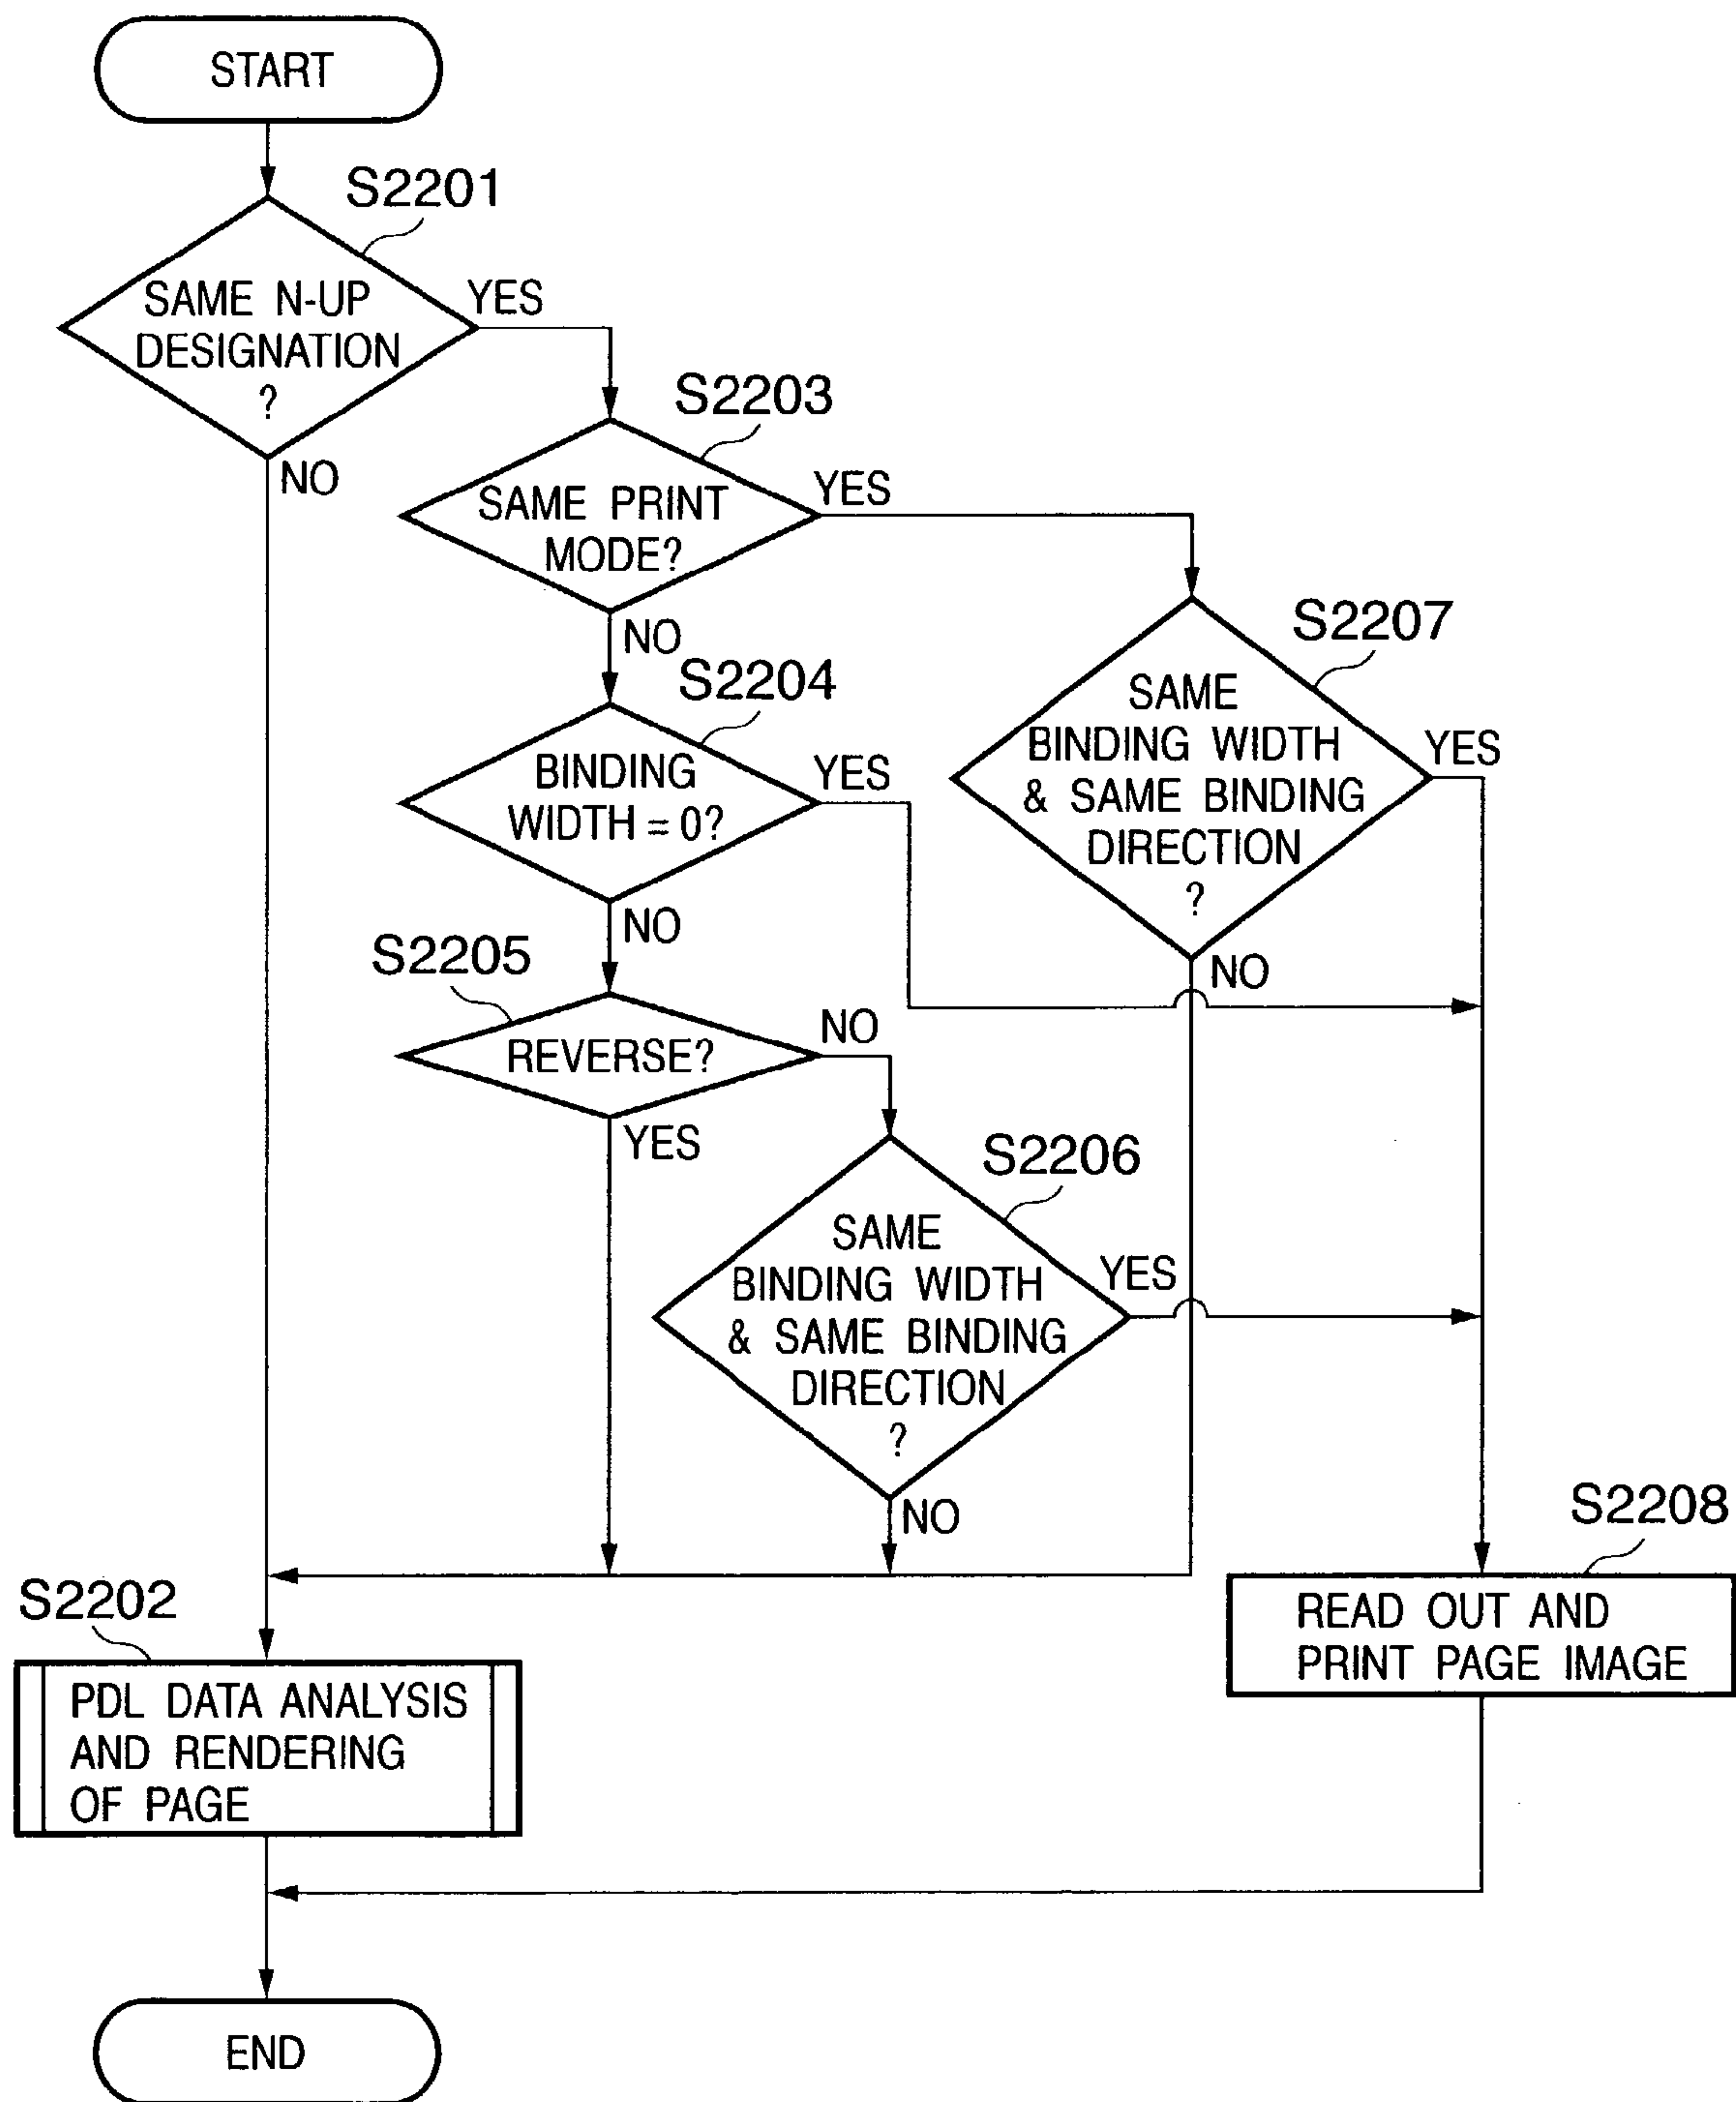 START
S2201
SAME N-UP
DESIGNATION
?
YES
NO
S2203
SAME PRINT
MODE?
YES
NO
S2204
BINDING
WIDTH = 0?
YES
NO
S2207
SAME
BINDING WIDTH
& SAME BINDING
DIRECTION
?
YES
NO
S2205
REVERSE?
NO
YES
S2206
SAME
BINDING WIDTH
& SAME BINDING
DIRECTION
?
YES
NO
S2208
READ OUT AND
PRINT PAGE IMAGE
S2202
PDL DATA ANALYSIS
AND RENDERING
OF PAGE
END